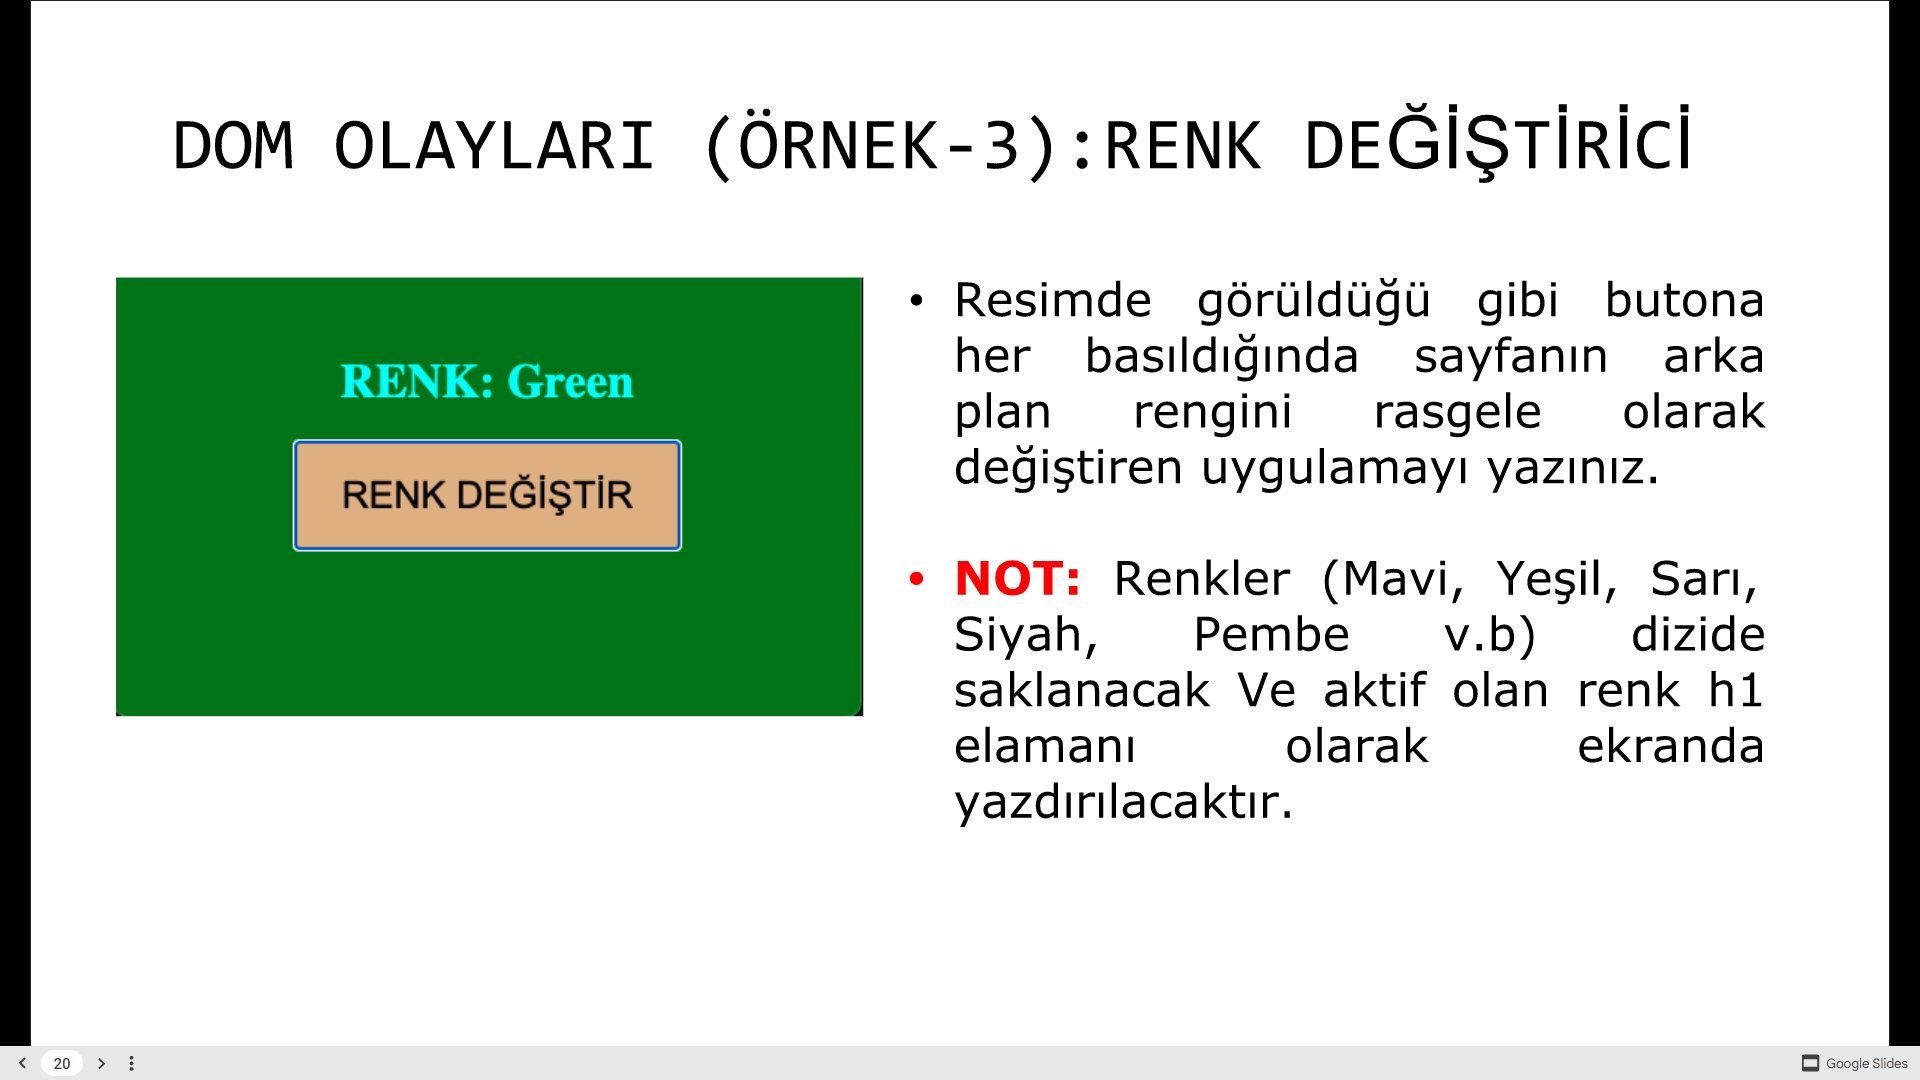 DOM OLAYLARI (ÖRNEK-3):RENK DEĞİŞTİRİCİ
RENK: Green
RENK DEĞİŞTİR
• Resimde görüldüğü gibi butona
her basıldığında sayfanın arka
plan rengini rasgele olarak
değiştiren uygulamayı yazınız.
• NOT: Renkler (Mavi, Yeşil, Sarı,
Siyah, Pembe v.b) dizide
saklanacak Ve aktif olan renk h1
elamanı olarak ekranda
yazdırılacaktır.
20
Google Slides